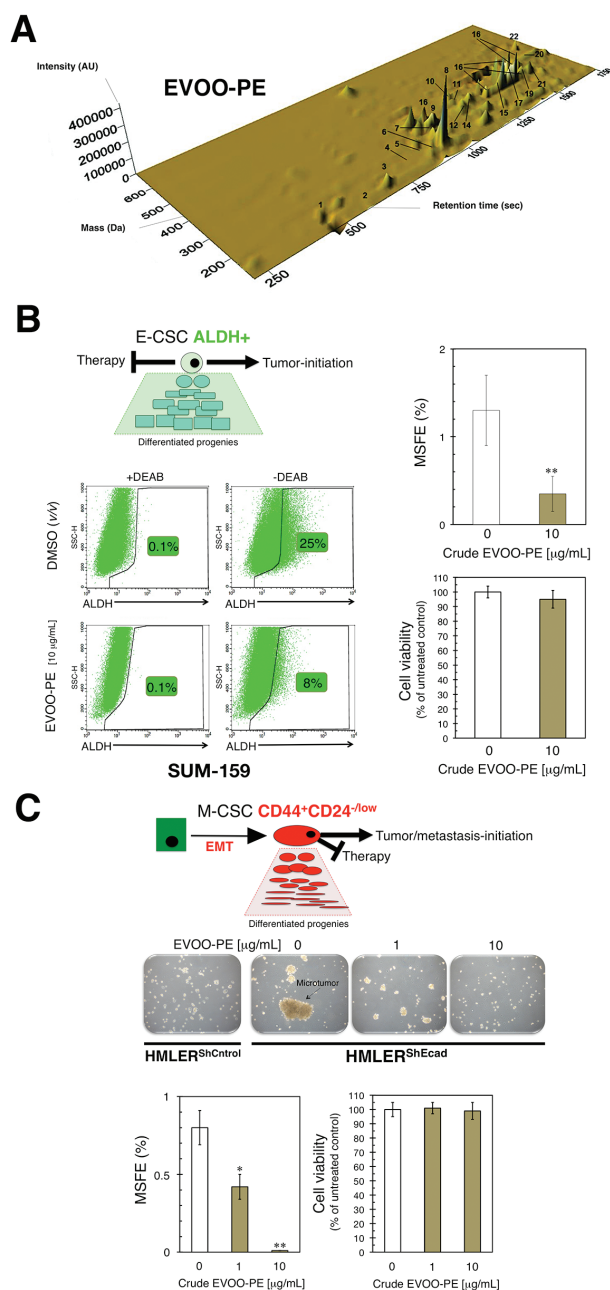 A
Intensity (AU)
EVOO-PE
400000
300000
200000
100000
0
600
500
400
300
200
Mass (Da)
250
500
750
1000
1250
1500
Retention time (sec)
1
2
3
4
5
6
7
16
9
10
8
11
12
14
15
16
16
17
19
21
20
22
B
E-CSC ALDH+
Therapy
Tumor-initiation
Differentiated progenies
+DEAB
-DEAB
DMSO (v/v)
SSC-H
0.1%
25%
ALDH
ALDH
EVOO-PE [10 µg/mL]
SSC-H
0.1%
8%
ALDH
ALDH
SUM-159
MSFE (%)
2
1
0
**
0
10
Crude EVOO-PE [µg/mL]
Cell viability
(% of untreated control)
110
100
90
80
70
60
50
40
30
20
10
0
0
10
Crude EVOO-PE [µg/mL]
C
M-CSC CD44+CD24-/low
EMT
Tumor/metastasis-initiation
Therapy
Differentiated progenies
EVOO-PE [µg/mL] 0 1 10
Microtumor
HMLERShCntrol
HMLERShEcad
MSFE (%)
1
0.5
0
*
**
0 1 10
Crude EVOO-PE [µg/mL]
Cell viability
(% of untreated control)
110
100
90
80
70
60
50
40
30
20
10
0
0 1 10
Crude EVOO-PE [µg/mL]